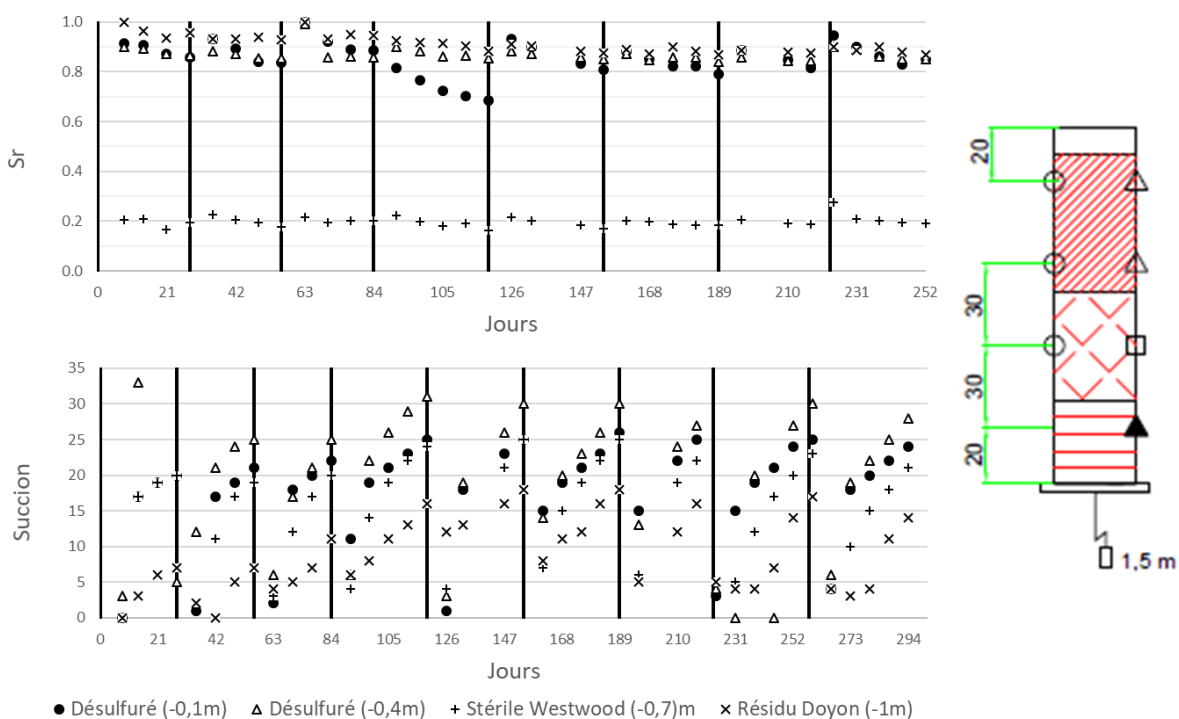 1.0
0.8
0.6
0.4
0.2
0.0
Sr
0 21 42 63 84 105 126 147 168 189 210 231 252
Jours
35
30
25
20
15
10
5
0
Succion
0 21 42 63 84 105 126 147 168 189 210 231 252 273 294
Jours
Désulfuré (-0,1m) Désulfuré (-0,4m) Stérile Westwood (-0,7)m Résidu Doyon (-1m)
20
30
30
20
1,5 m